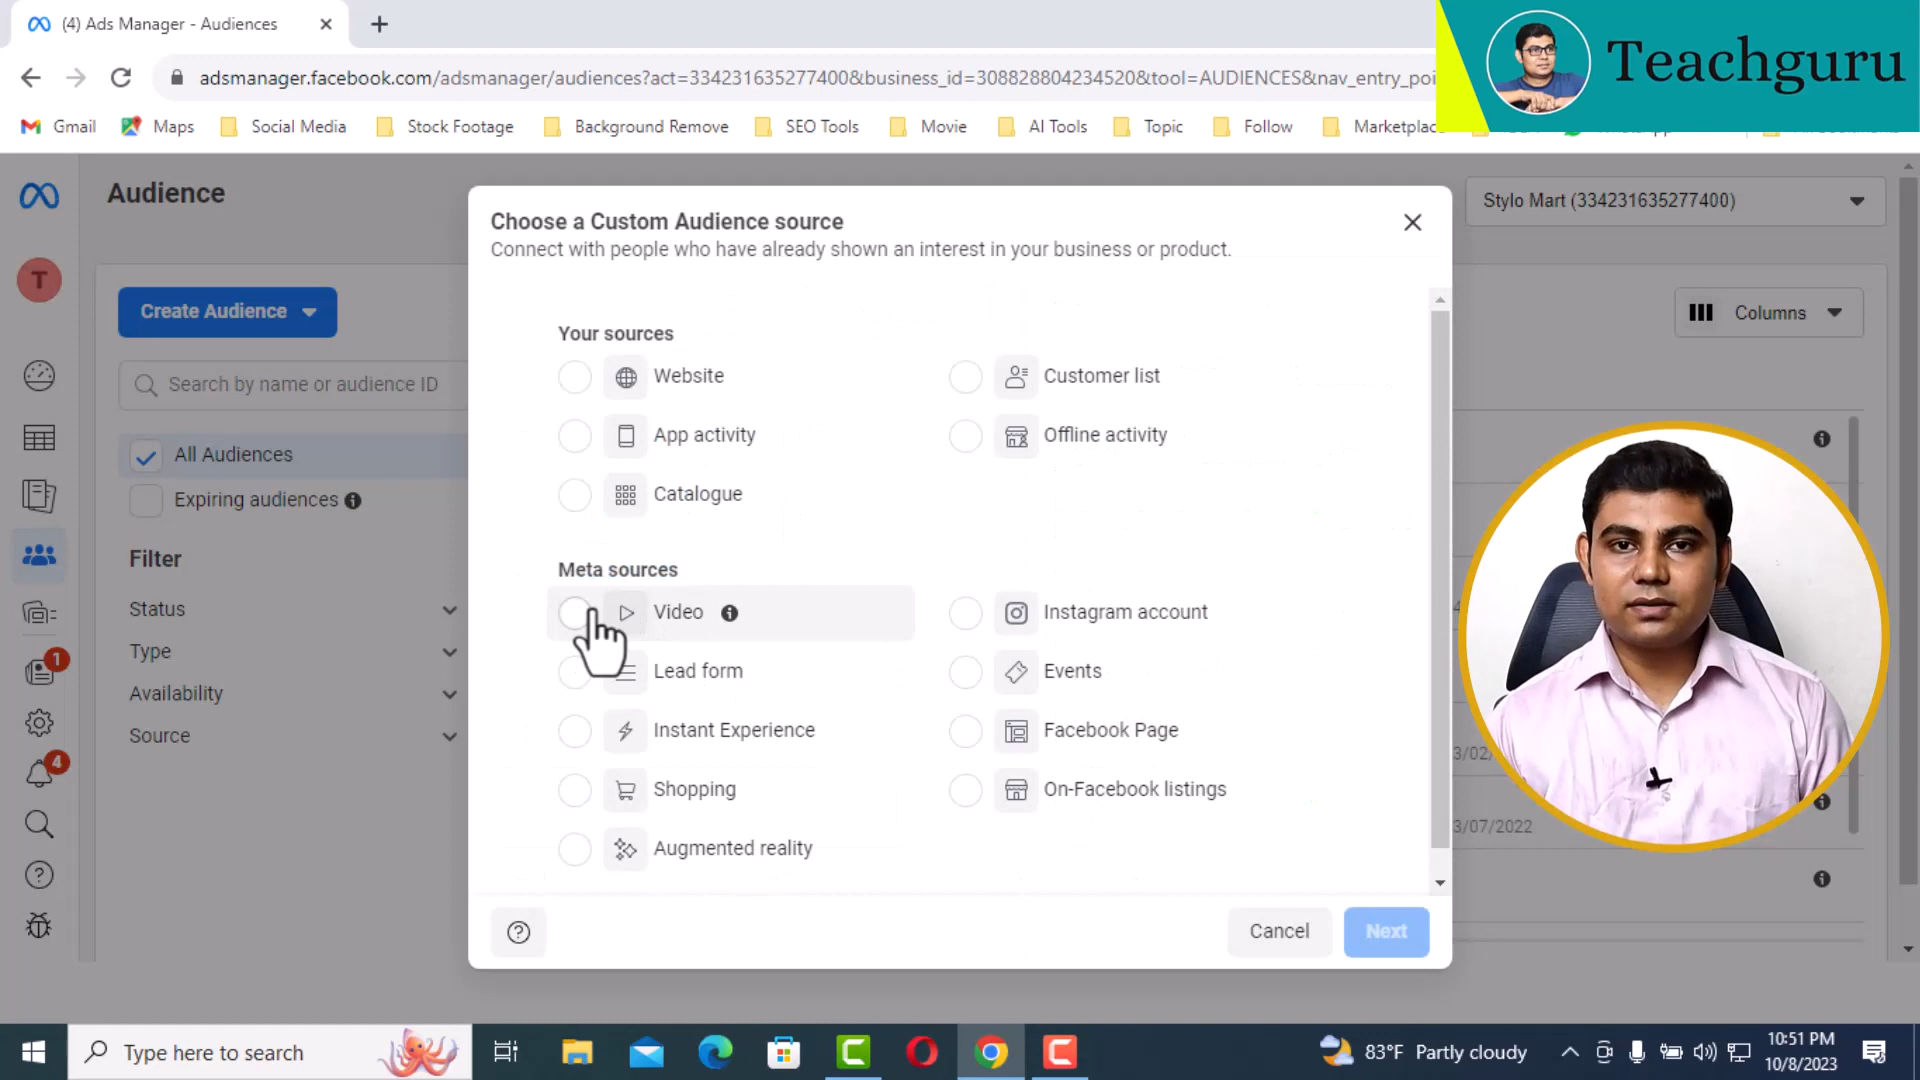 (4) Ads Manager - Audiences
adsmanager.facebook.com/adsmanager/audiences?act=334231635277400&business_id=308828804234520&tool=AUDIENCES&nav_entry_poi
Teachguru
Gmail Maps Social Media Stock Footage Background Remove SEO Tools Movie AI Tools Topic Follow Marketplac
Audience
Stylo Mart (334231635277400)
T
Create Audience
Columns
Search by name or audience ID
All Audiences
Expiring audiences
Filter
Status
Type
Availability
Source
1
4
Choose a Custom Audience source
Connect with people who have already shown an interest in your business or product.
Your sources
Website
Customer list
App activity
Offline activity
Catalogue
Meta sources
Video
Instagram account
Lead form
Events
Instant Experience
Facebook Page
Shopping
On-Facebook listings
Augmented reality
3/02/
3/07/2022
Cancel
Next
Type here to search
83°F Partly cloudy
10:51 PM
10/8/2023